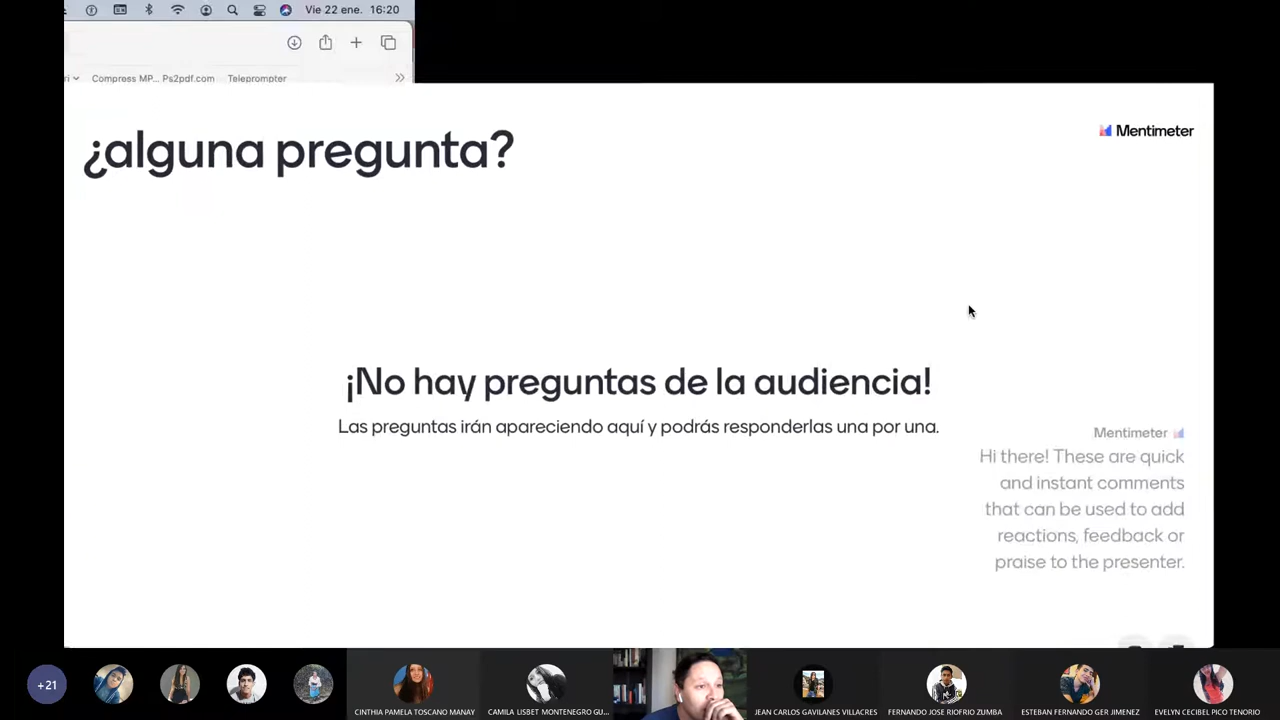 Vie 22 ene. 16:20
ri
Compress MP... Ps2pdf.com Teleprompter
¿alguna pregunta?
Mentimeter
¡No hay preguntas de la audiencia!
Las preguntas irán apareciendo aquí y podrás responderlas una por una.
Mentimeter
Hi there! These are quick
and instant comments
that can be used to add
reactions, feedback or
praise to the presenter.
+21
CINTHIA PAMELA TOSCANO MANAY
CAMILA LISBET MONTENEGRO GU...
JEAN CARLOS GAVILANES VILLACRES
FERNANDO JOSE RIOFRIO ZUMBA
ESTEBAN FERNANDO GER JIMENEZ
EVELYN CECIBEL PICO TENORIO